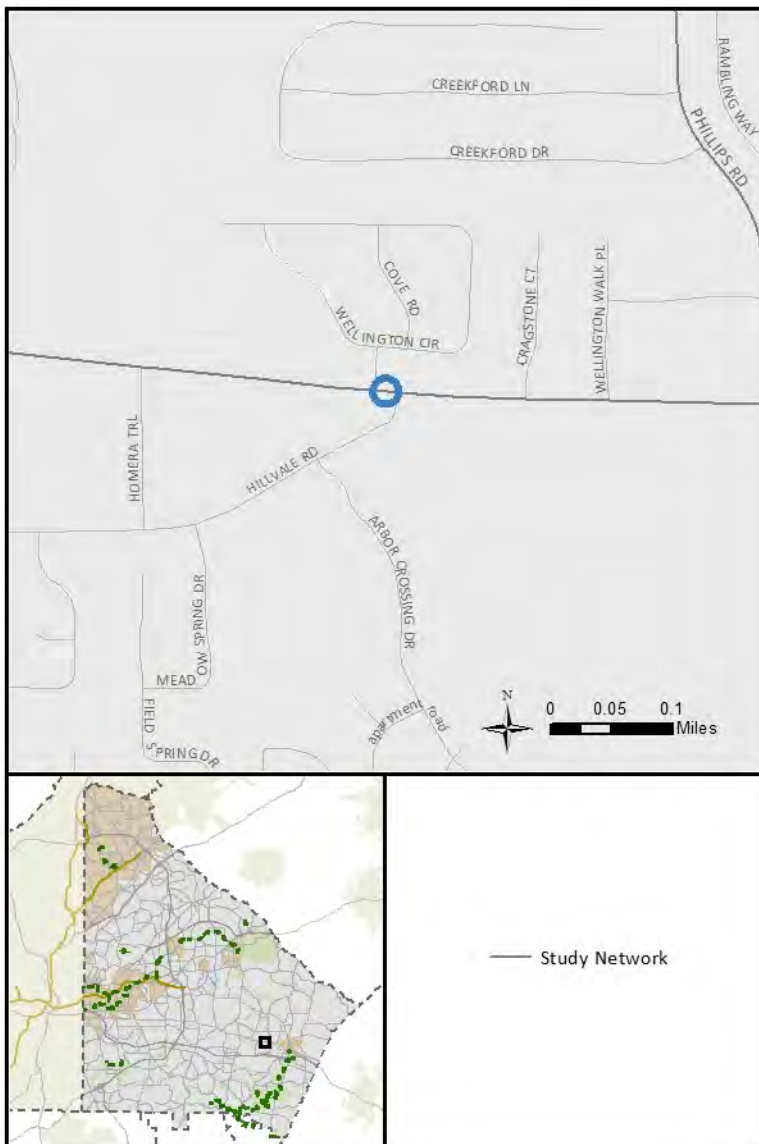 CREEKFORD LN
RAMBLING WAY
PHILLIPS RD
CREEKFORD DR
COVE RD
WELLINGTON CIR
CRAGSTONE CT
WELLINGTON WALK PL
HOMERA TRL
HILLVALE RD
ARBOR CROSSING DR
MEAD
OW SPRING DR
FIELD S
PRING DR
apartment road
N
0 0.05 0.1
Miles
Study Network